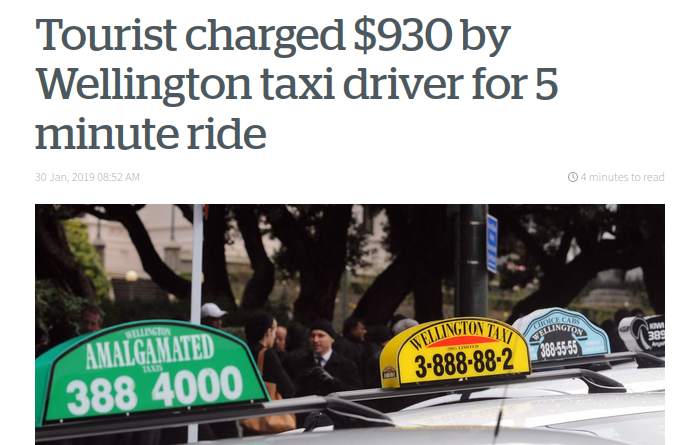 Tourist charged $930 by
Wellington taxi driver for 5
minute ride
30 Jan, 2019 08:52 AM
4 minutes to read
WELLINGTON
AMALGAMATED
TAXIS
388 4000
WELLINGTON TAXI
3-888-88-2
CHOICE CABS
WELLINGTON
388-55-55
KIWI
389